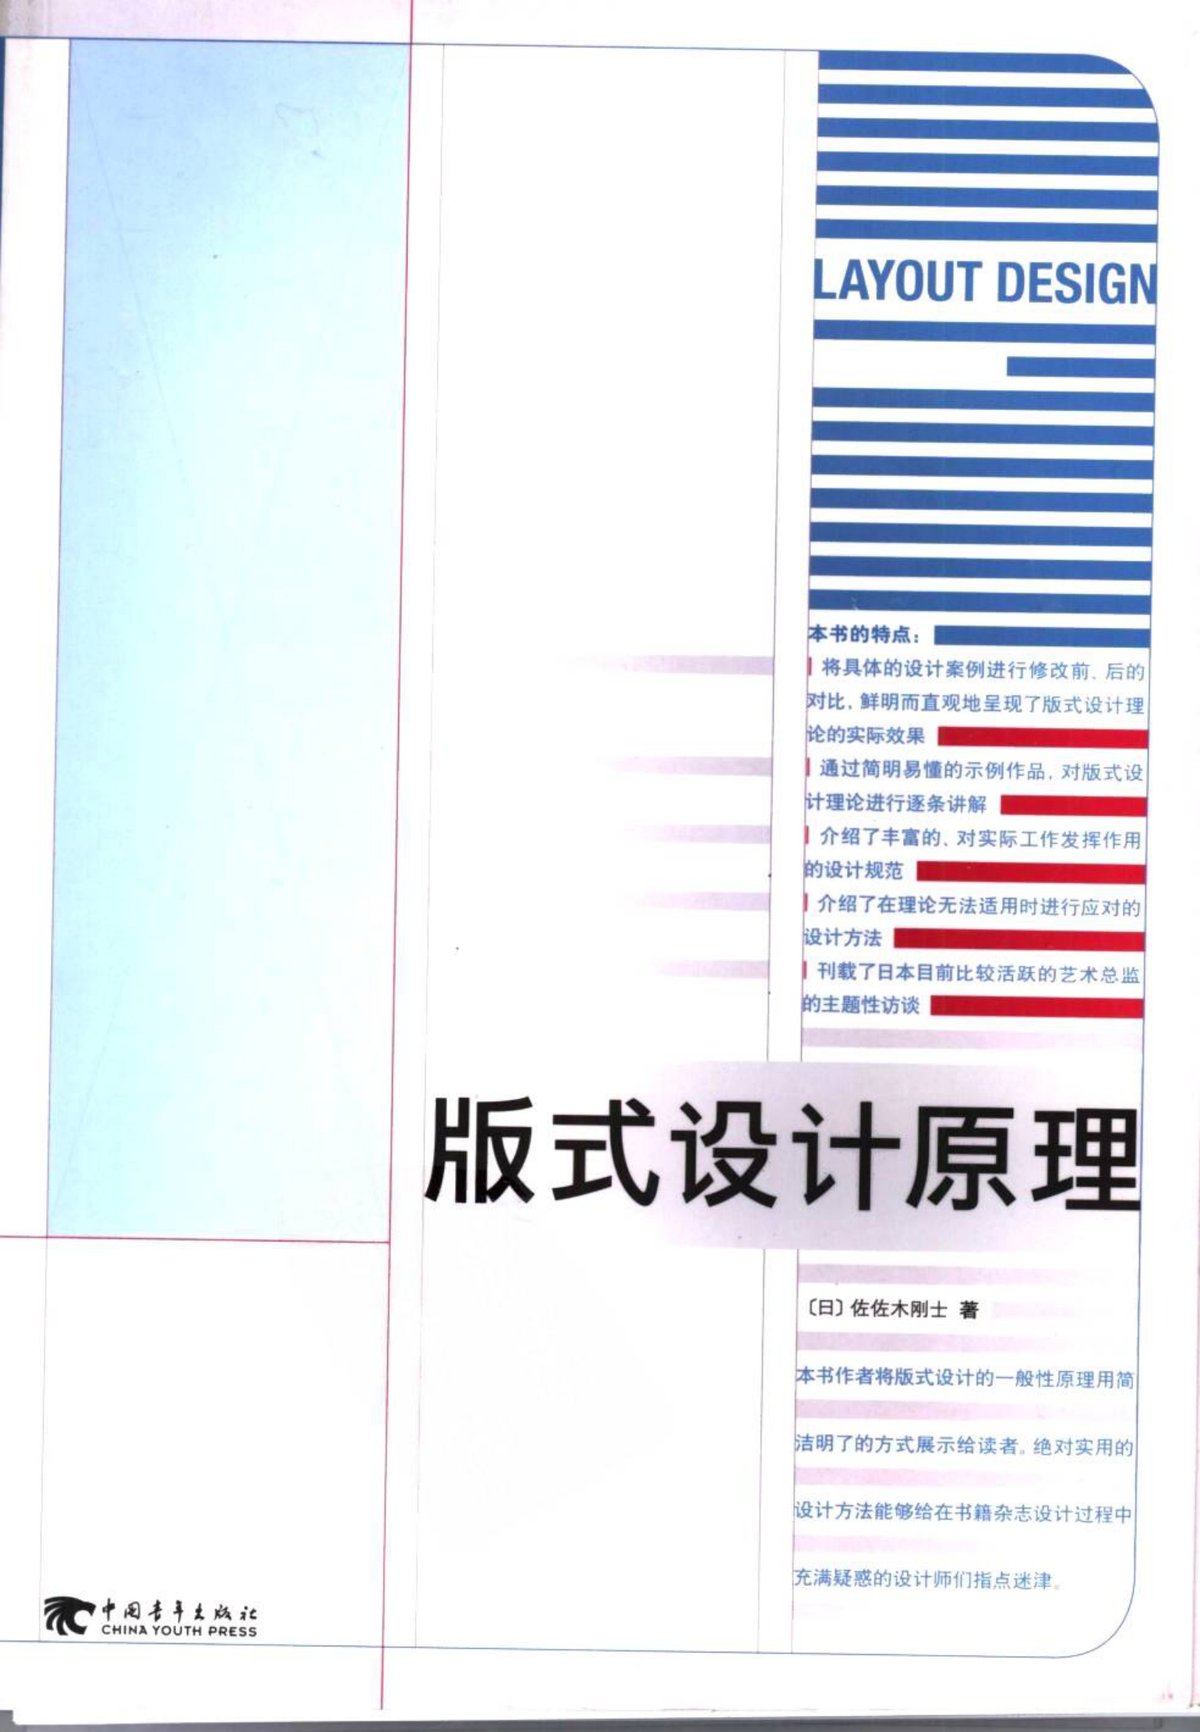 LAYOUT DESIGN
本书的特点：
将具体的设计案例进行修改前、后的
对比，鲜明而直观地呈现了版式设计理
论的实际效果
通过简明易懂的示例作品，对版式设
计理论进行逐条讲解
介绍了丰富的、对实际工作发挥作用
的设计规范
介绍了在理论无法适用时进行应对的
设计方法
刊载了日本目前比较活跃的艺术总监
的主题性访谈
版式设计原理
〔日〕佐佐木刚士 著
本书作者将版式设计的一般性原理用简
洁明了的方式展示给读者。绝对实用的
设计方法能够给在书籍杂志设计过程中
充满疑惑的设计师们指点迷津。
中国青年出版社
CHINA YOUTH PRESS